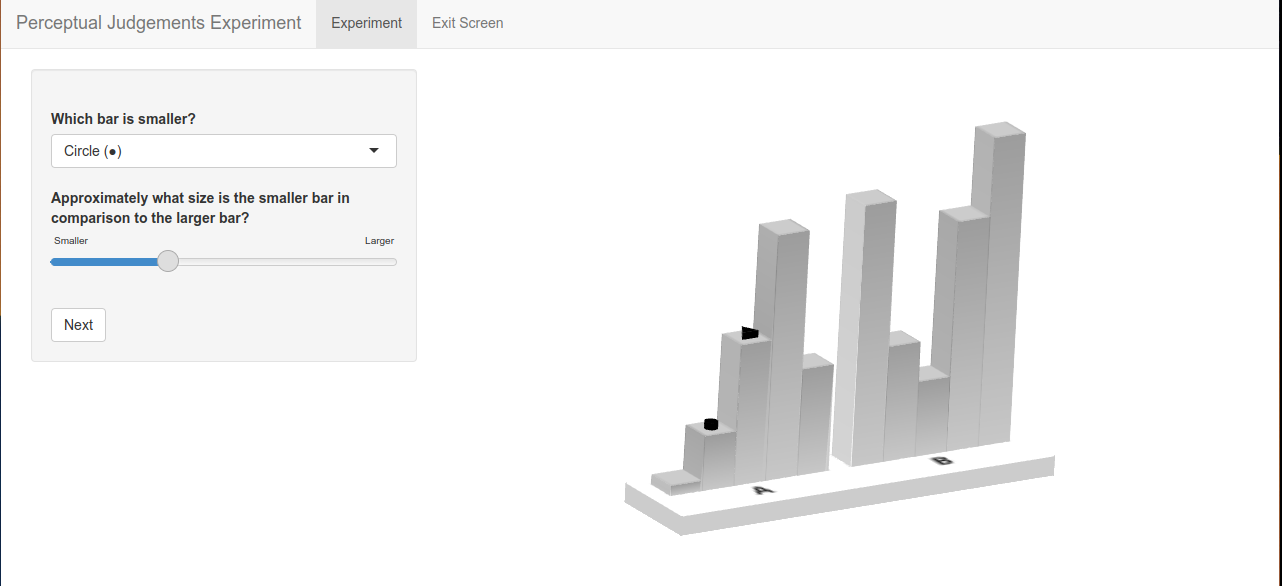 Perceptual Judgements Experiment Experiment Exit Screen
Which bar is smaller?
Circle (●)
Approximately what size is the smaller bar in
comparison to the larger bar?
Smaller Larger
Next
A
B